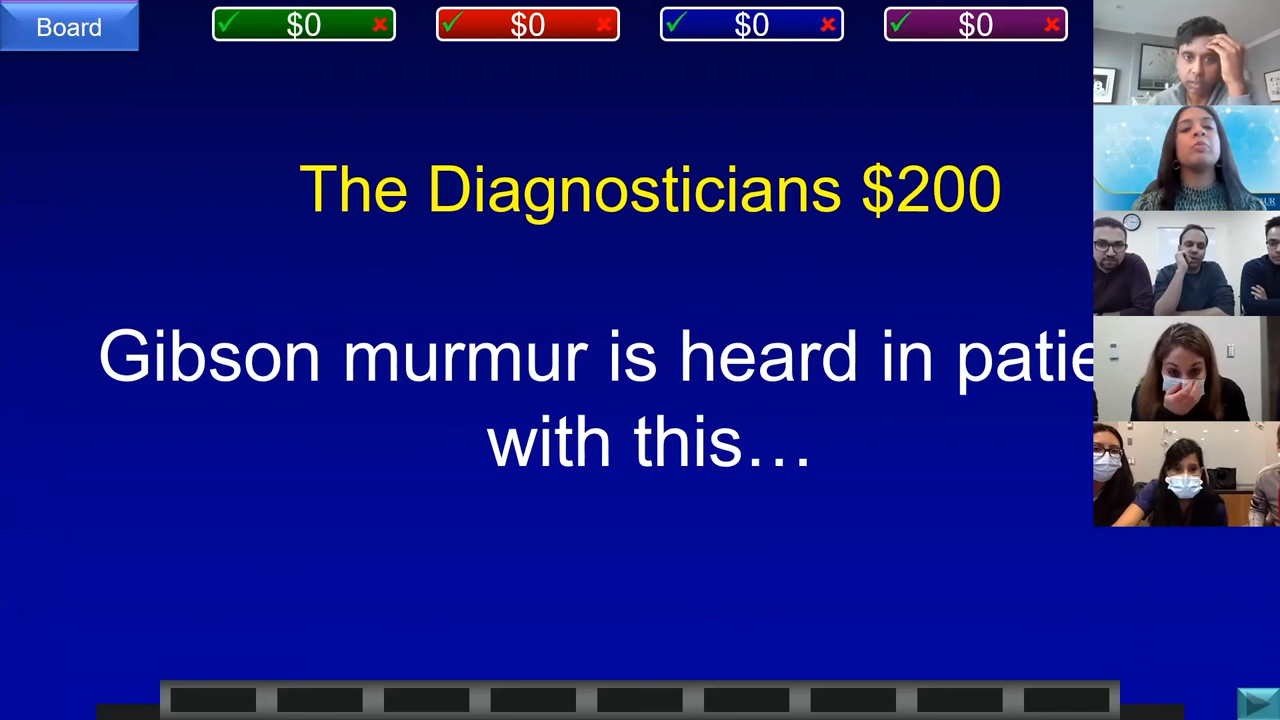 Board
✓ $0 ×
✓ $0 ×
✓ $0 ×
✓ $0 ×
The Diagnosticians $200
Gibson murmur is heard in patie
with this…